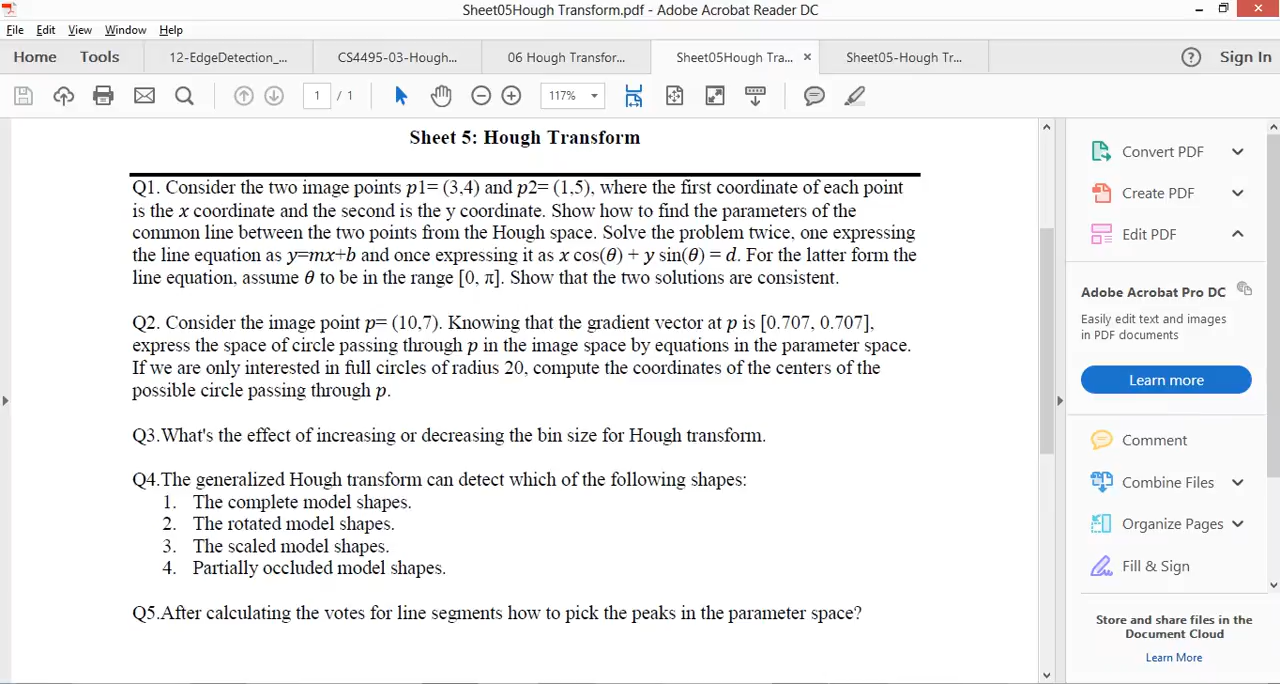 Sheet05Hough Transform.pdf - Adobe Acrobat Reader DC
File Edit View Window Help
Home Tools 12-EdgeDetection_... CS4495-03-Hough... 06 Hough Transfor... Sheet05Hough Tra... × Sheet05-Hough Tr... ? Sign In
1 / 1 117%
Sheet 5: Hough Transform
Q1. Consider the two image points p1= (3,4) and p2= (1,5), where the first coordinate of each point
is the x coordinate and the second is the y coordinate. Show how to find the parameters of the
common line between the two points from the Hough space. Solve the problem twice, one expressing
the line equation as y=mx+b and once expressing it as x cos(θ) + y sin(θ) = d. For the latter form the
line equation, assume θ to be in the range [0, π]. Show that the two solutions are consistent.
Q2. Consider the image point p= (10,7). Knowing that the gradient vector at p is [0.707, 0.707],
express the space of circle passing through p in the image space by equations in the parameter space.
If we are only interested in full circles of radius 20, compute the coordinates of the centers of the
possible circle passing through p.
Q3.What's the effect of increasing or decreasing the bin size for Hough transform.
Q4.The generalized Hough transform can detect which of the following shapes:
1. The complete model shapes.
2. The rotated model shapes.
3. The scaled model shapes.
4. Partially occluded model shapes.
Q5.After calculating the votes for line segments how to pick the peaks in the parameter space?
Convert PDF
Create PDF
Edit PDF
Adobe Acrobat Pro DC
Easily edit text and images
in PDF documents
Learn more
Comment
Combine Files
Organize Pages
Fill & Sign
Store and share files in the
Document Cloud
Learn More